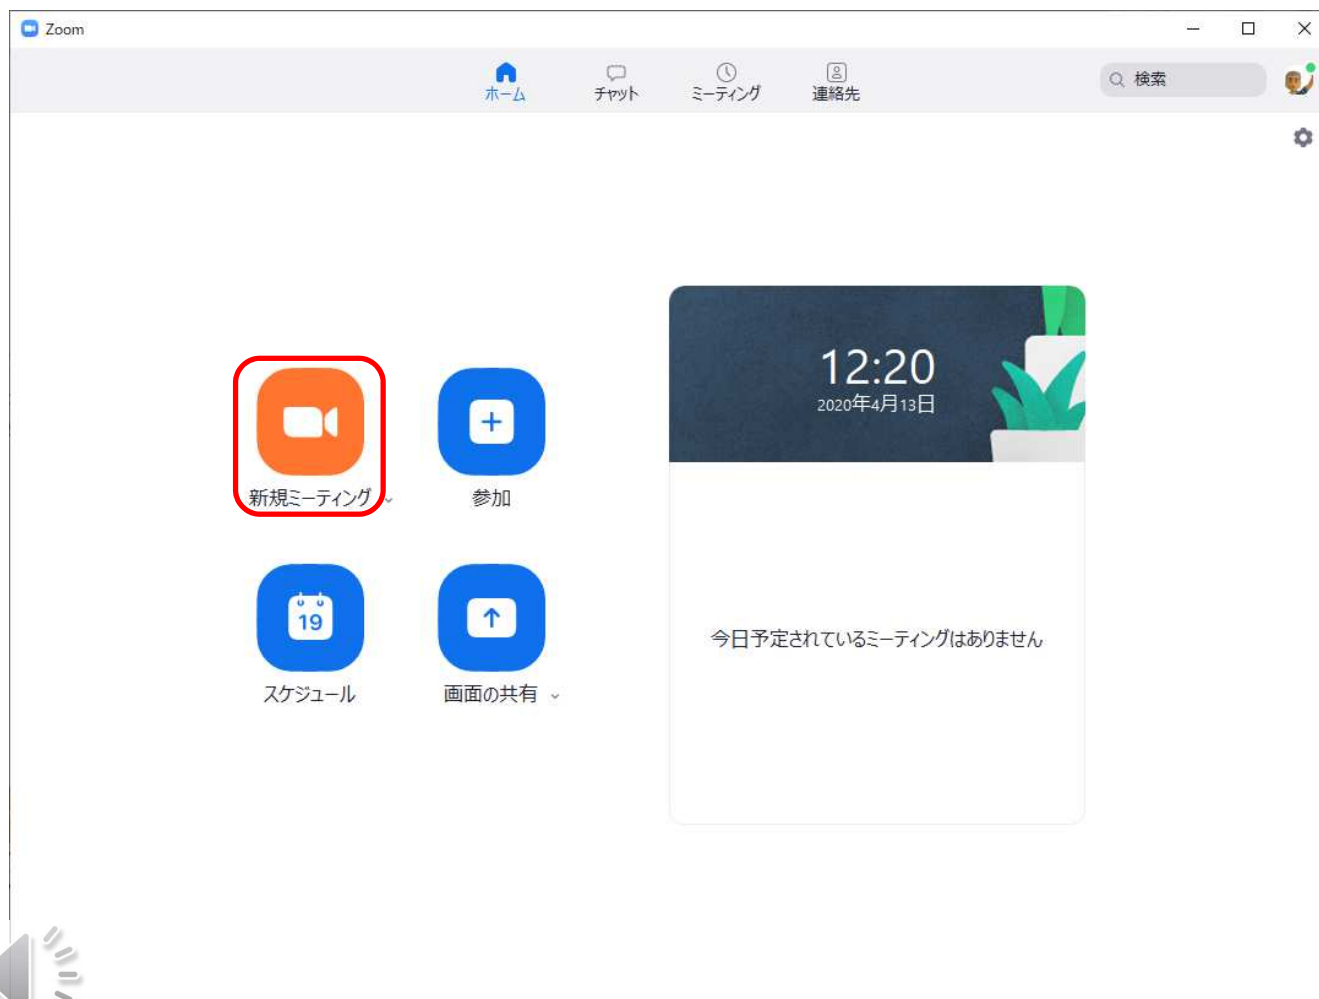 Zoom
ホーム
チャット
ミーティング
連絡先
検索
12:20
2020年4月13日
新規ミーティング
参加
19
スケジュール
画面の共有
今日予定されているミーティングはありません